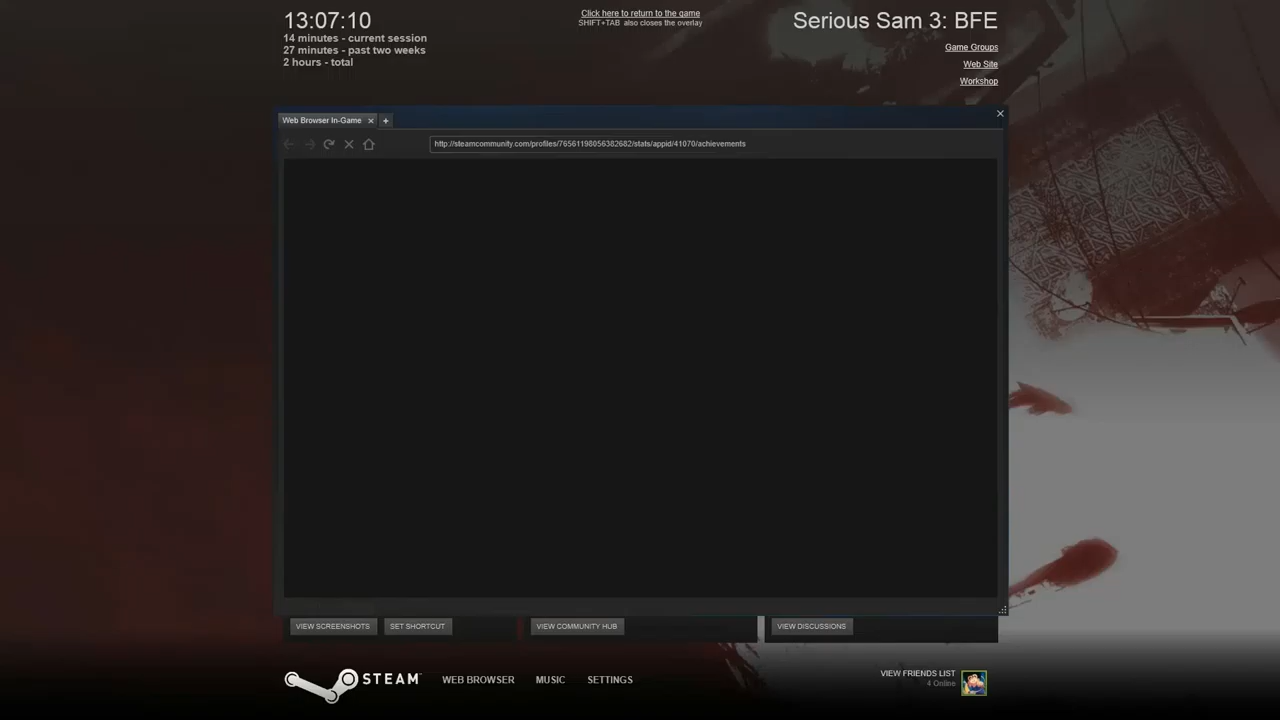 13:07:10
14 minutes - current session
27 minutes - past two weeks
2 hours - total
Click here to return to the game
SHIFT+TAB also closes the overlay
Serious Sam 3: BFE
Game Groups
Web Site
Workshop
Web Browser In-Game
http://steamcommunity.com/profiles/76561198056382682/stats/appid/41070/achievements
VIEW SCREENSHOTS SET SHORTCUT VIEW COMMUNITY HUB VIEW DISCUSSIONS
STEAM WEB BROWSER MUSIC SETTINGS
VIEW FRIENDS LIST
4 Online